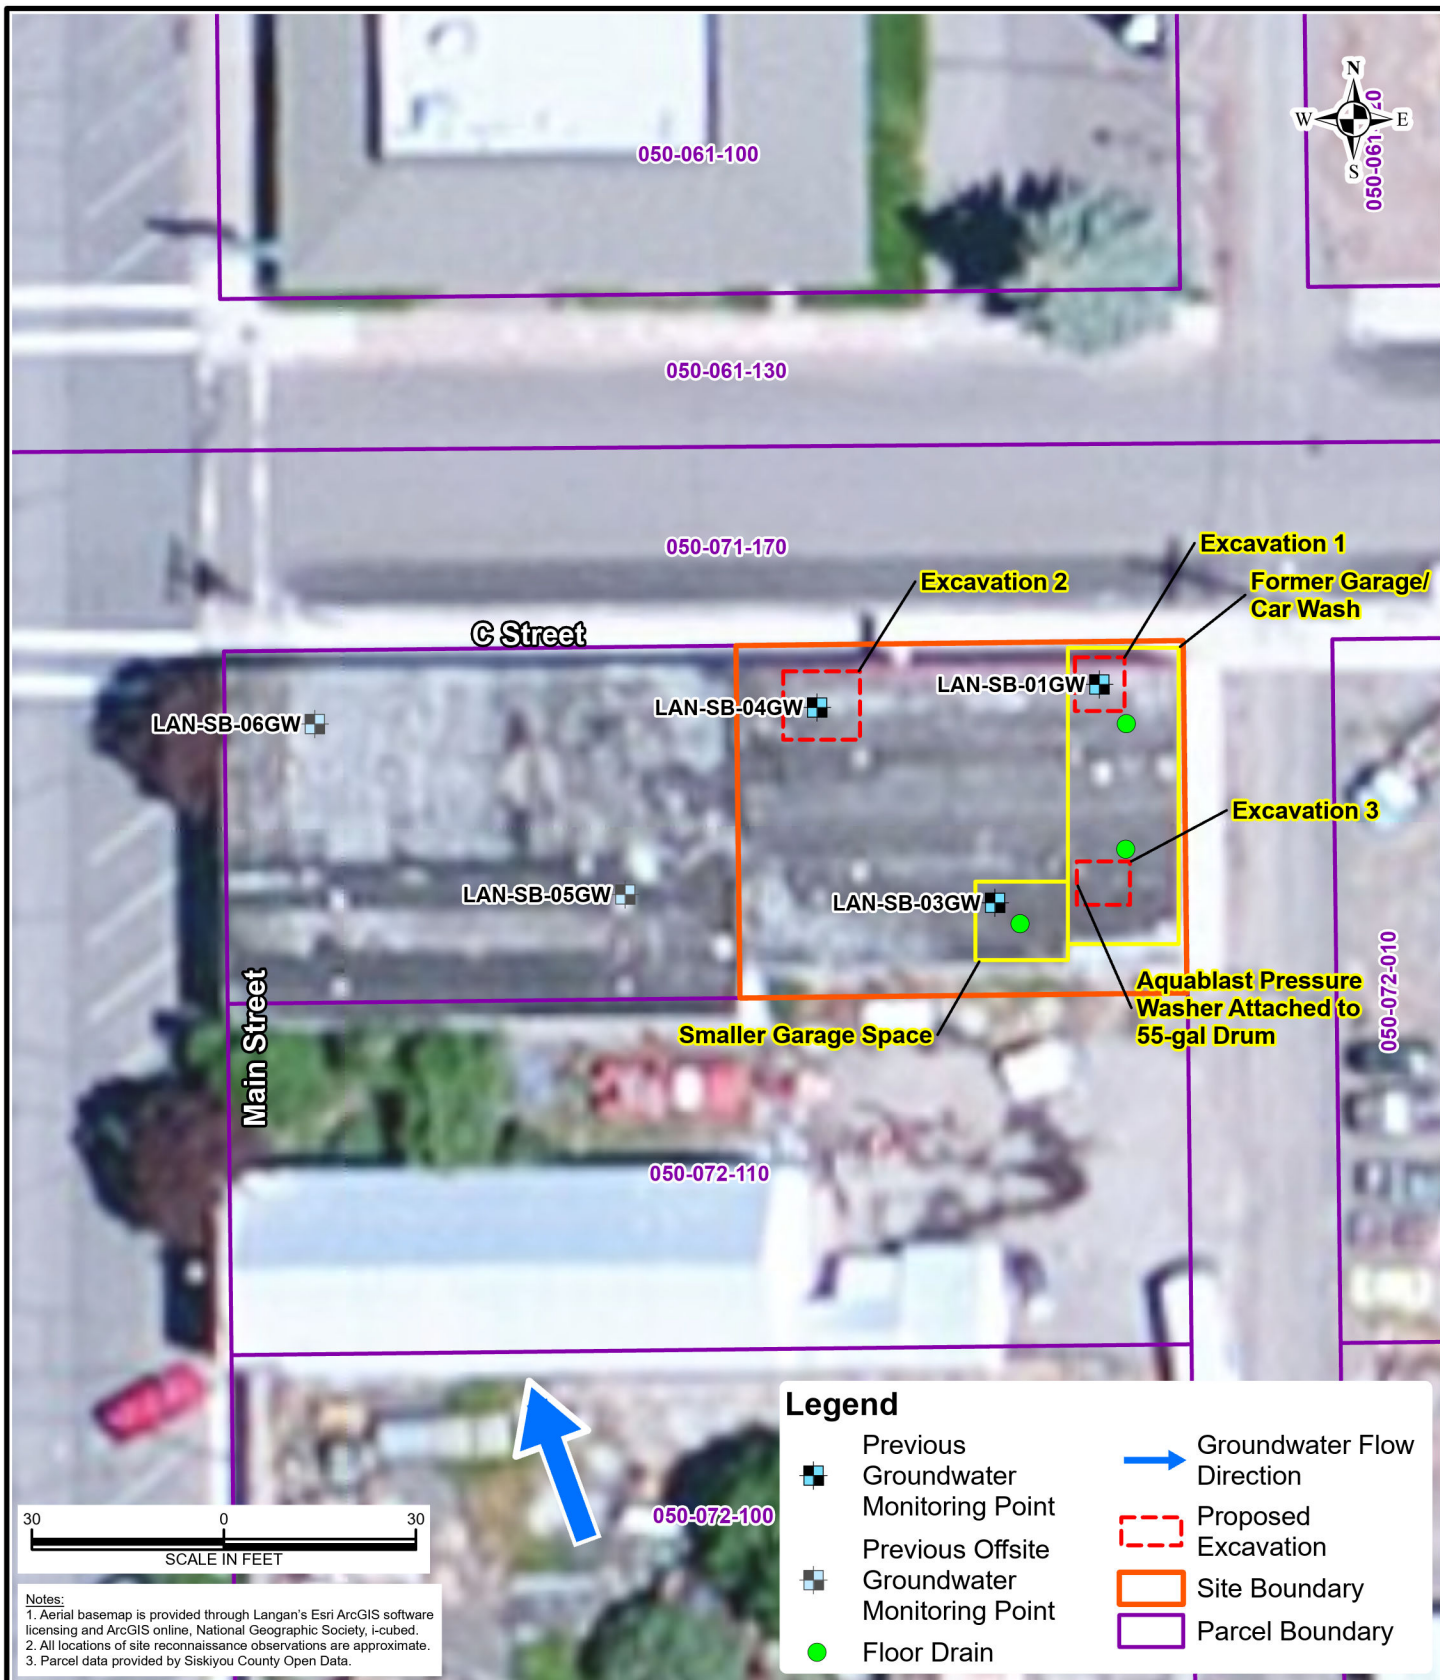 N
W E
S
050-061-100
050-061-130
050-071-170
Excavation 1
Excavation 2
Former Garage/
Car Wash
C Street
LAN-SB-01GW
LAN-SB-04GW
LAN-SB-06GW
Excavation 3
LAN-SB-05GW
LAN-SB-03GW
050-072-010
Main Street
Aquablast Pressure
Washer Attached to
55-gal Drum
Smaller Garage Space
050-072-110
050-072-100
30 0 30
SCALE IN FEET
Notes:
1. Aerial basemap is provided through Langan's Esri ArcGIS software
licensing and ArcGIS online, National Geographic Society, i-cubed.
2. All locations of site reconnaissance observations are approximate.
3. Parcel data provided by Siskiyou County Open Data.
Legend
Previous
Groundwater
Monitoring Point
Previous Offsite
Groundwater
Monitoring Point
Floor Drain
Groundwater Flow
Direction
Proposed
Excavation
Site Boundary
Parcel Boundary